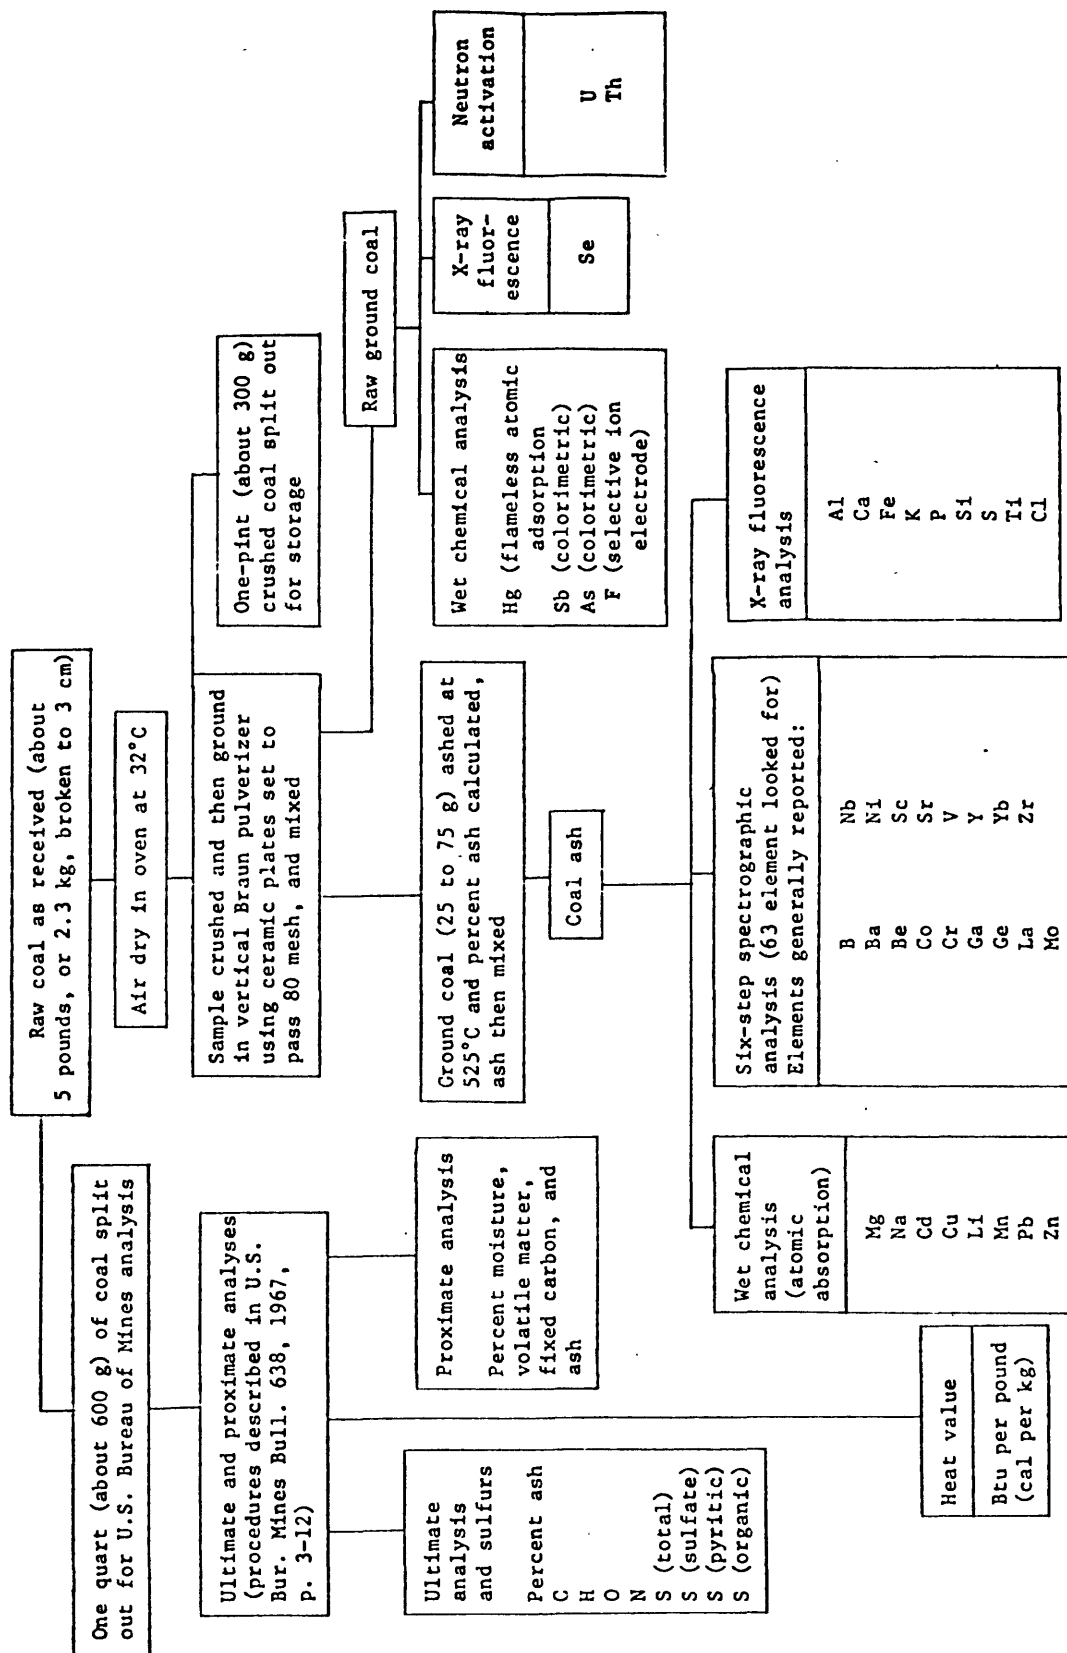 Raw coal as received (about
5 pounds, or 2.3 kg, broken to 3 cm)
One quart (about 600 g) of coal split
out for U.S. Bureau of Mines analysis
Air dry in oven at 32°C
Ultimate and proximate analyses
(procedures described in U.S.
Bur. Mines Bull. 638, 1967,
p. 3-12)
Sample crushed and then ground
in vertical Braun pulverizer
using ceramic plates set to
pass 80 mesh, and mixed
One-pint (about 300 g)
crushed coal split out
for storage
Raw ground coal
Ultimate
analysis
and sulfurs
Percent ash
C
H
O
N
S (total)
S (sulfate)
S (pyritic)
S (organic)
Proximate analysis
Percent moisture,
volatile matter,
fixed carbon, and
ash
Heat value
Btu per pound
(cal per kg)
Ground coal (25 to 75 g) ashed at
525°C and percent ash calculated,
ash then mixed
Coal ash
Wet chemical analysis
Hg (flameless atomic
adsorption
Sb (colorimetric)
As (colorimetric)
F (selective ion
electrode)
X-ray
fluor-
escence
Se
Neutron
activation
U
Th
Wet chemical
analysis
(atomic
absorption)
Mg
Na
Cd
Cu
Li
Mn
Pb
Zn
Six-step spectrographic
analysis (63 element looked for)
Elements generally reported:
B Nb
Ba Ni
Be Sc
Co Sr
Cr V
Ga Y
Ge Yb
La Zr
Mo
X-ray fluorescence
analysis
Al
Ca
Fe
K
P
Si
S
Ti
Cl